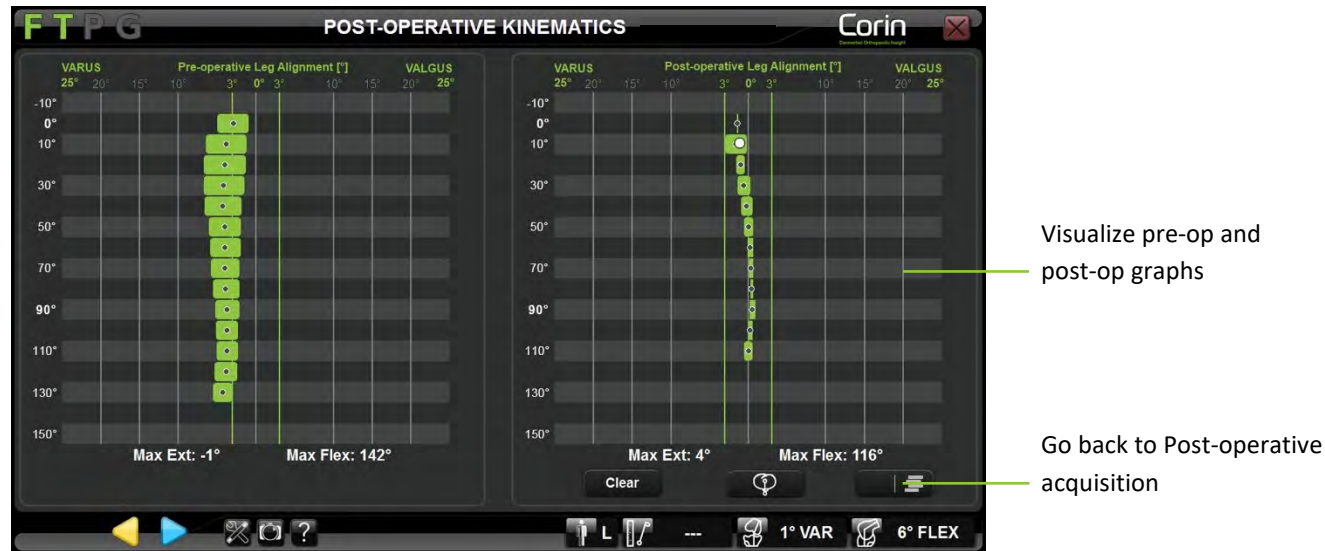 F T P G
POST-OPERATIVE KINEMATICS
Corin
Connected Orthopaedic Insight
VARUS Pre-operative Leg Alignment [°] VALGUS
25° 20° 15° 10° 3° 0° 3° 10° 15° 20° 25°
-10°
0°
10°
30°
50°
70°
90°
110°
130°
150°
Max Ext: -1° Max Flex: 142°
VARUS Post-operative Leg Alignment [°] VALGUS
25° 20° 15° 10° 3° 0° 3° 10° 15° 20° 25°
-10°
0°
10°
30°
50°
70°
90°
110°
130°
150°
Max Ext: 4° Max Flex: 116°
Clear
Visualize pre-op and
post-op graphs
Go back to Post-operative
acquisition
? L --- 1° VAR 6° FLEX